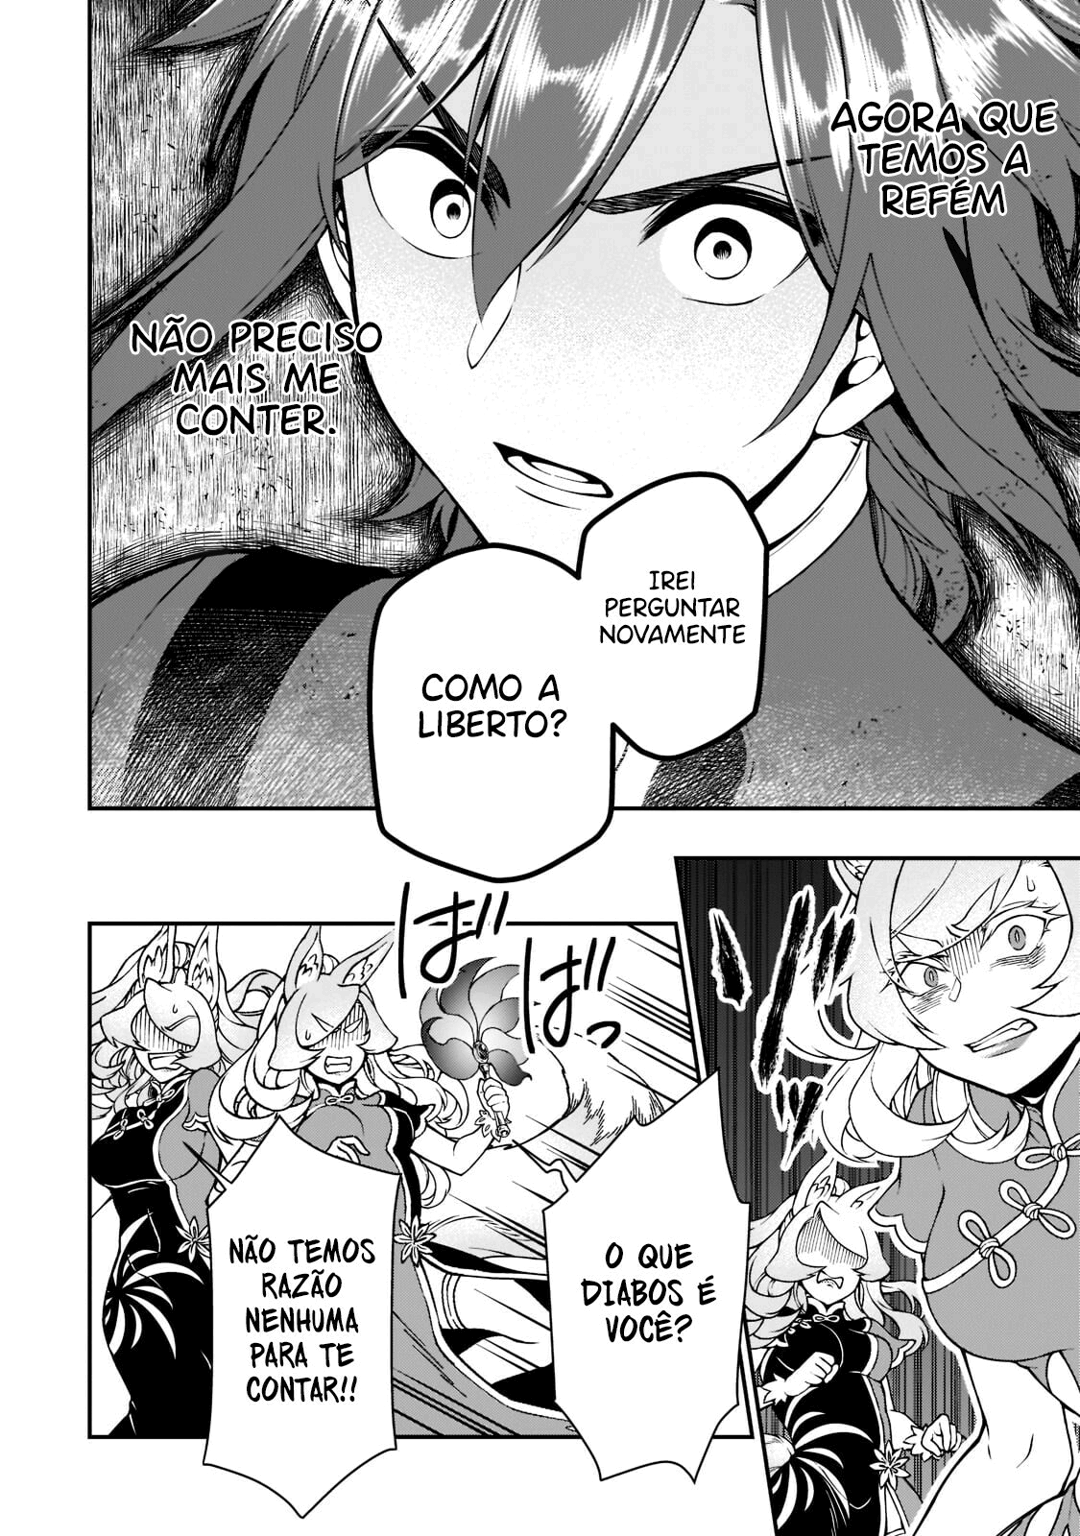 AGORA QUE
TEMOS A
REFÉM
NÃO PRECISO
MAIS ME
CONTER.
IREI
PERGUNTAR
NOVAMENTE
COMO A
LIBERTO?
ばッ
ばっ
O QUE
DIABOS É
VOCÊ?
NÃO TEMOS
RAZÃO
NENHUMA
PARA TE
CONTAR!!